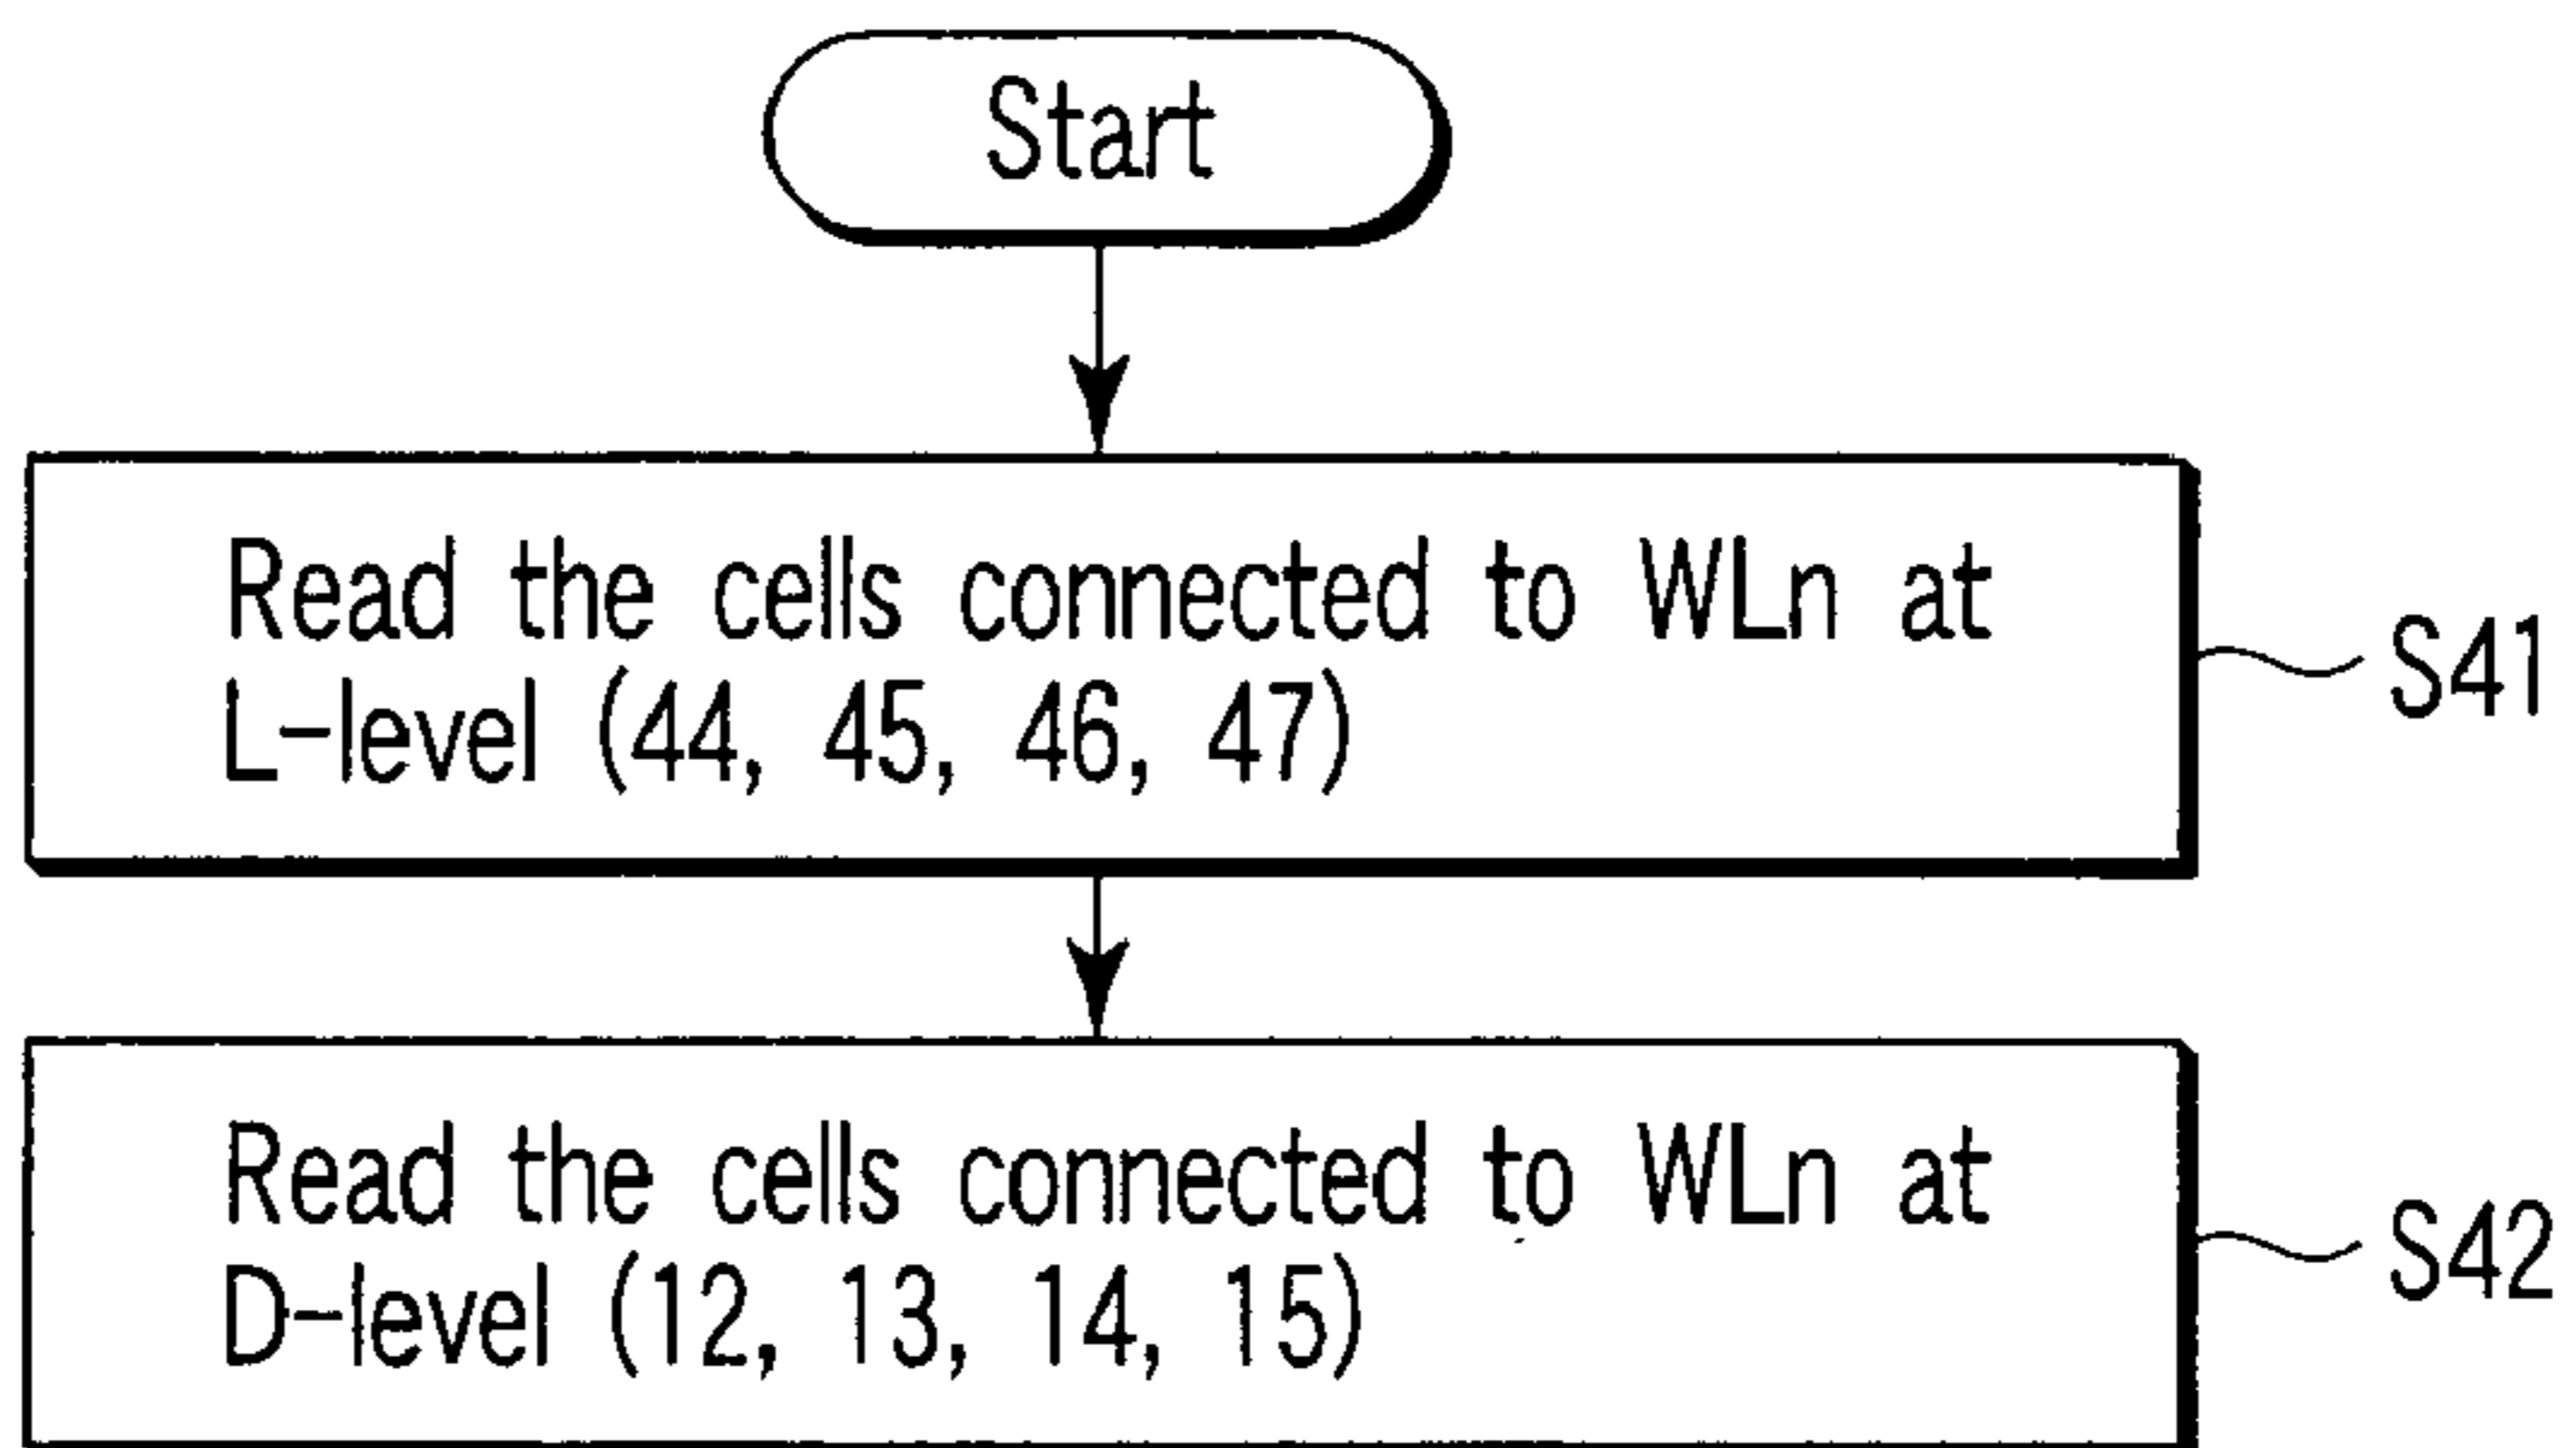 Start
Read the cells connected to WLn at
L-level (44, 45, 46, 47)
S41
Read the cells connected to WLn at
D-level (12, 13, 14, 15)
S42